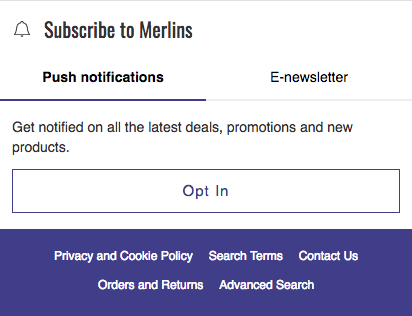 Subscribe to Merlins
Push notifications E-newsletter
Get notified on all the latest deals, promotions and new
products.
Opt In
Privacy and Cookie Policy Search Terms Contact Us
Orders and Returns Advanced Search